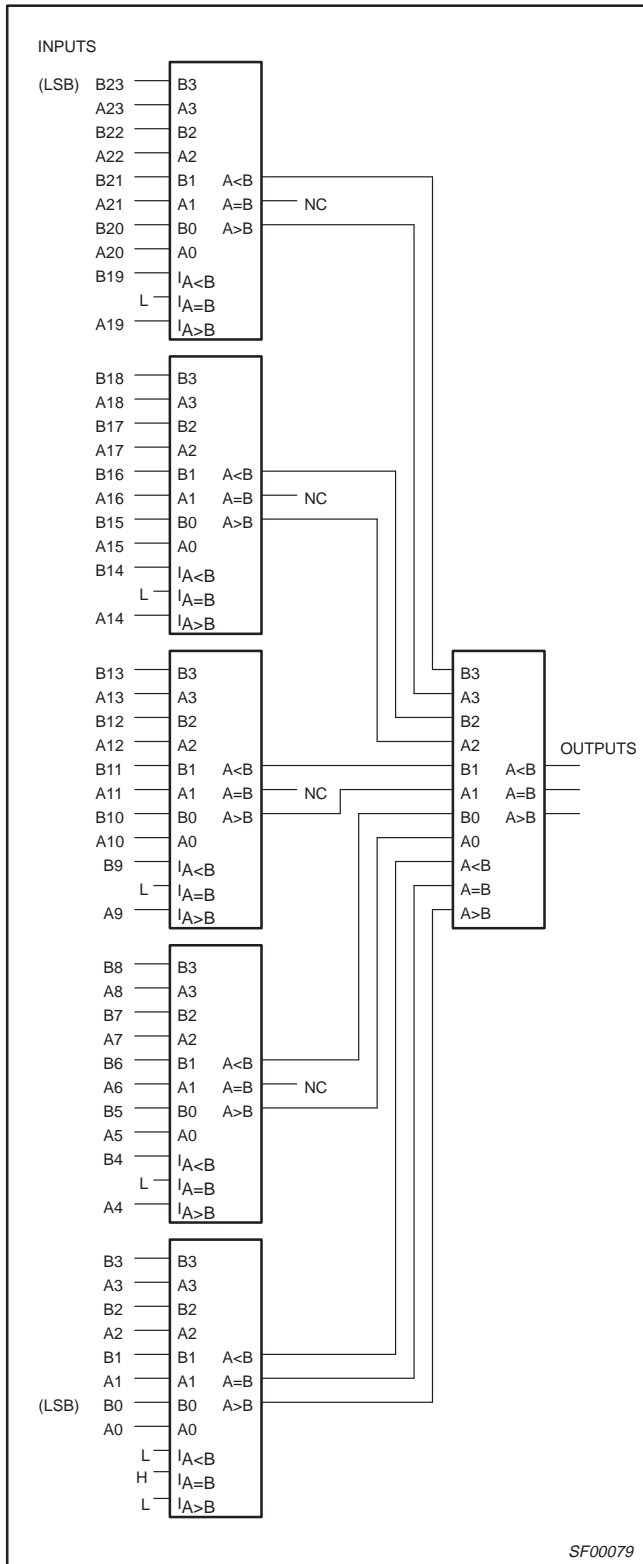 INPUTS
(LSB) B23 B3
A23 A3
B22 B2
A22 A2
B21 B1 A<B
A21 A1 A=B NC
B20 B0 A>B
A20 A0
B19 IA<B
L IA=B
A19 IA>B
B18 B3
A18 A3
B17 B2
A17 A2
B16 B1 A<B
A16 A1 A=B NC
B15 B0 A>B
A15 A0
B14 IA<B
L IA=B
A14 IA>B
B13 B3
A13 A3
B12 B2
A12 A2
B11 B1 A<B
A11 A1 A=B NC
B10 B0 A>B
A10 A0
B9 IA<B
L IA=B
A9 IA>B
B3
A3
B2
A2
OUTPUTS
B1 A<B
A1 A=B
B0 A>B
A0
A<B
A=B
A>B
B8 B3
A8 A3
B7 B2
A7 A2
B6 B1 A<B
A6 A1 A=B NC
B5 B0 A>B
A5 A0
B4 IA<B
L IA=B
A4 IA>B
B3 B3
A3 A3
B2 B2
A2 A2
B1 B1 A<B
A1 A1 A=B
(LSB) B0 B0 A>B
A0 A0
L IA<B
H IA=B
L IA>B
SF00079